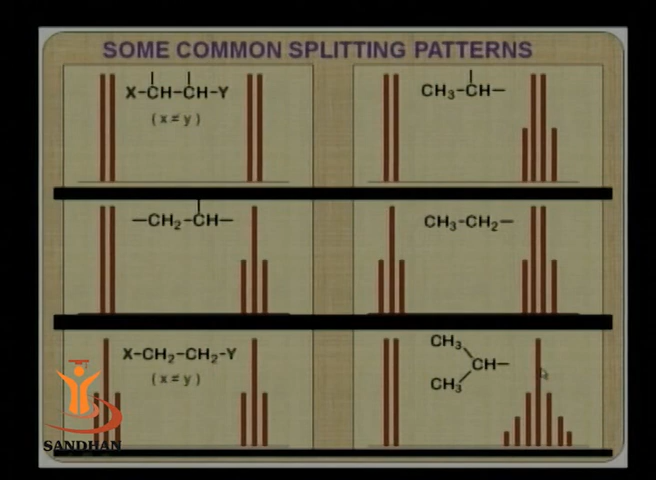 SOME COMMON SPLITTING PATTERNS
X-CH-CH-Y
(x = y)
CH3-CH-
-CH2-CH-
CH3-CH2-
X-CH2-CH2-Y
(x = y)
CH3
CH-
CH3
SANDHAN